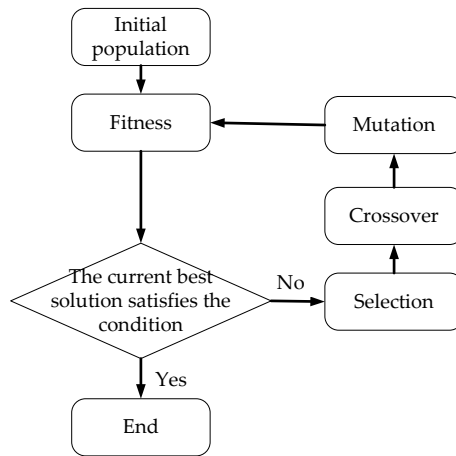 Initial
population
Fitness
Mutation
Crossover
The current best
solution satisfies the
condition
No
Selection
Yes
End